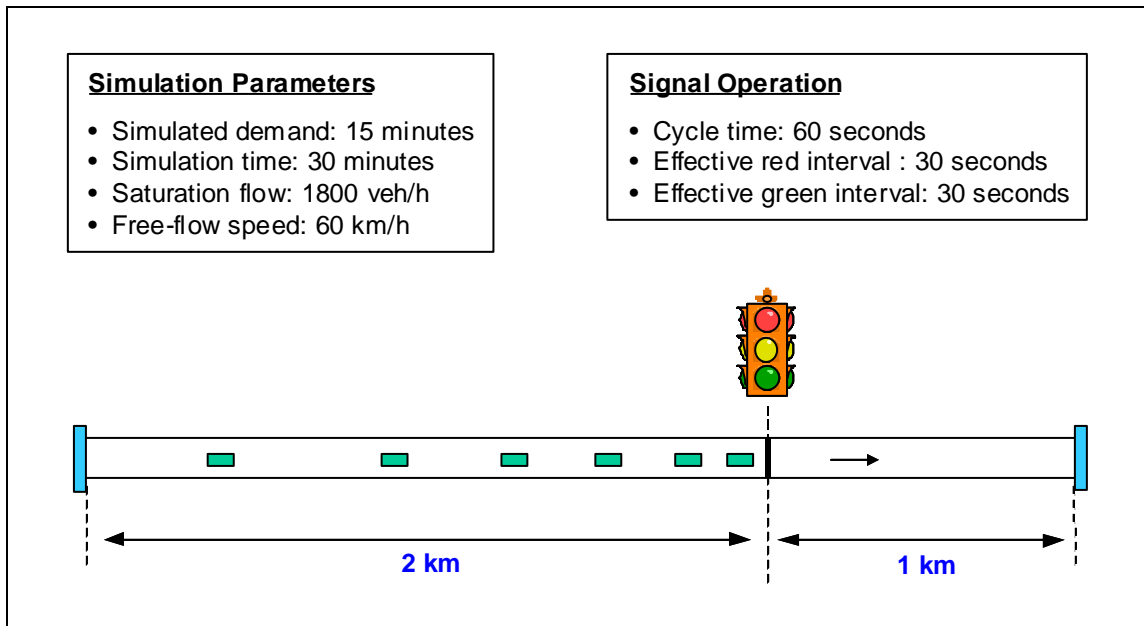 Simulation Parameters
• Simulated demand: 15 minutes
• Simulation time: 30 minutes
• Saturation flow: 1800 veh/h
• Free-flow speed: 60 km/h
Signal Operation
• Cycle time: 60 seconds
• Effective red interval : 30 seconds
• Effective green interval: 30 seconds
2 km
1 km